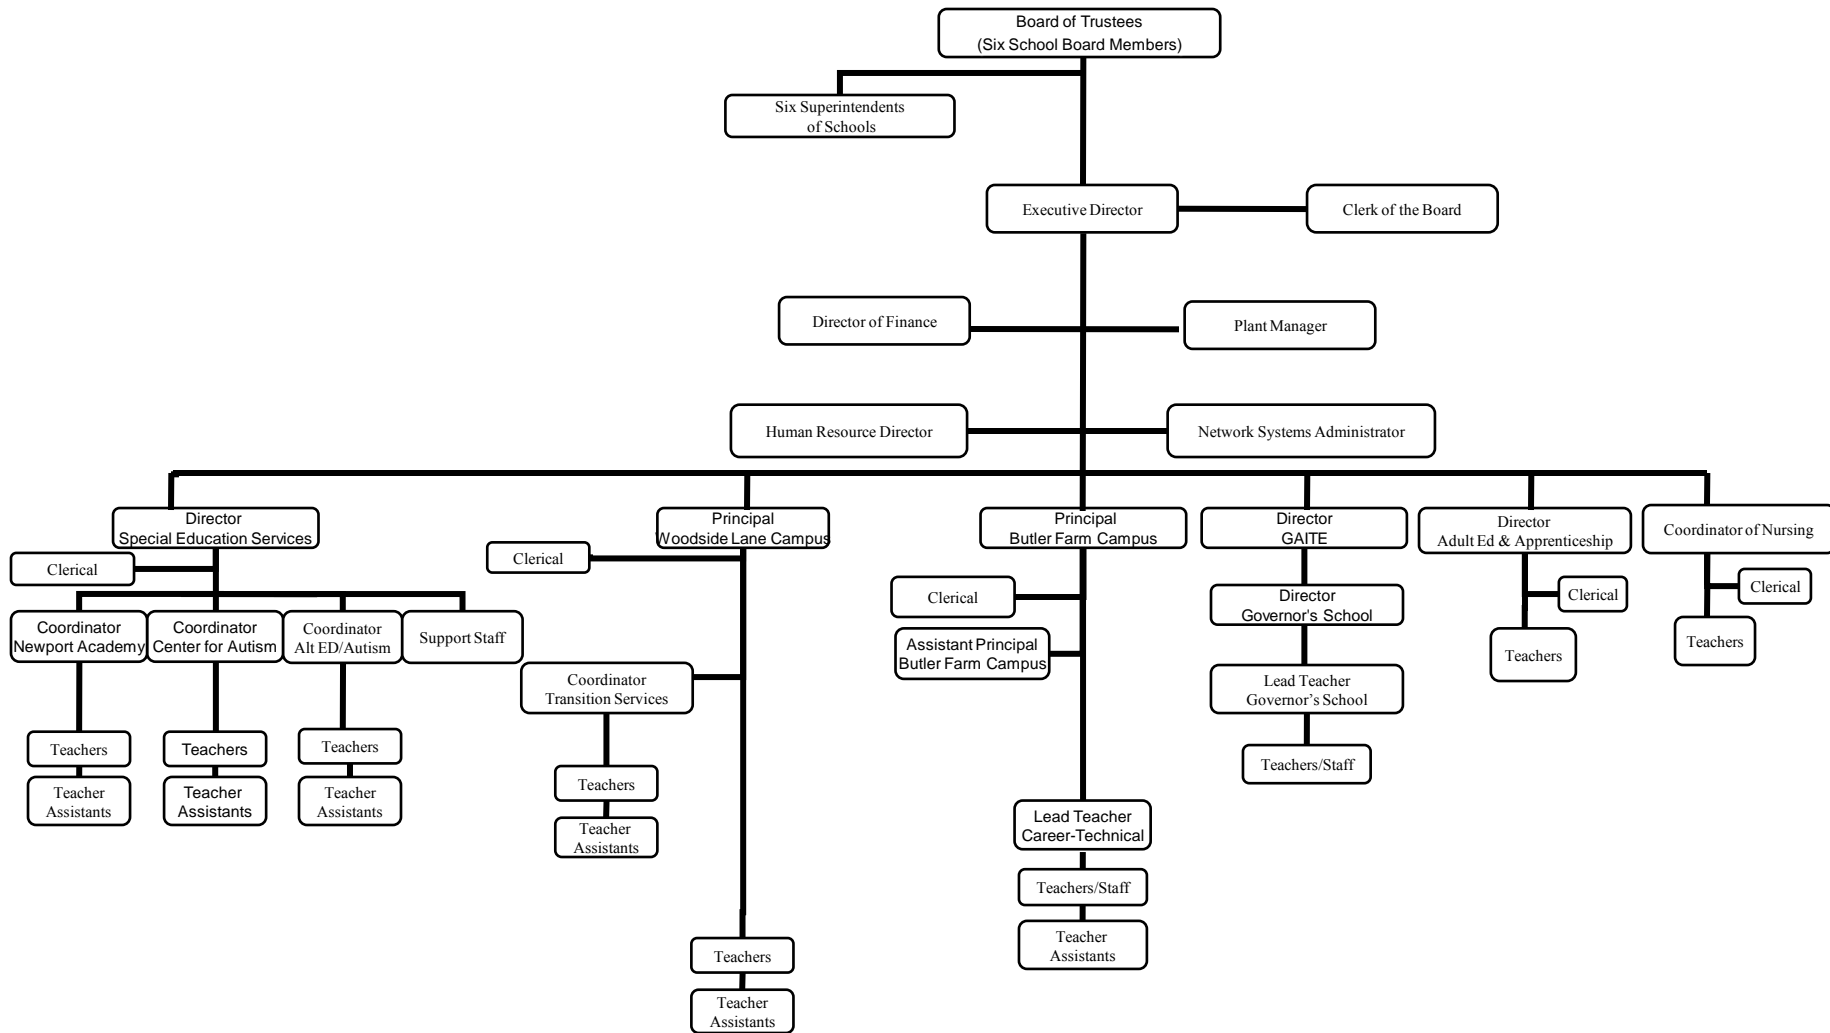 Board of Trustees
(Six School Board Members)
Six Superintendents
of Schools
Executive Director
Clerk of the Board
Director of Finance
Plant Manager
Human Resource Director
Network Systems Administrator
Director
Special Education Services
Principal
Woodside Lane Campus
Principal
Butler Farm Campus
Director
GAITE
Director
Adult Ed & Apprenticeship
Coordinator of Nursing
Clerical
Clerical
Clerical
Clerical
Clerical
Director
Governor's School
Coordinator
Newport Academy
Coordinator
Center for Autism
Coordinator
Alt ED/Autism
Support Staff
Assistant Principal
Butler Farm Campus
Teachers
Teachers
Coordinator
Transition Services
Lead Teacher
Governor’s School
Teachers
Teachers
Teachers
Teachers/Staff
Teacher
Assistants
Teacher
Assistants
Teacher
Assistants
Teachers
Teacher
Assistants
Lead Teacher
Career-Technical
Teachers/Staff
Teacher
Assistants
Teachers
Teacher
Assistants